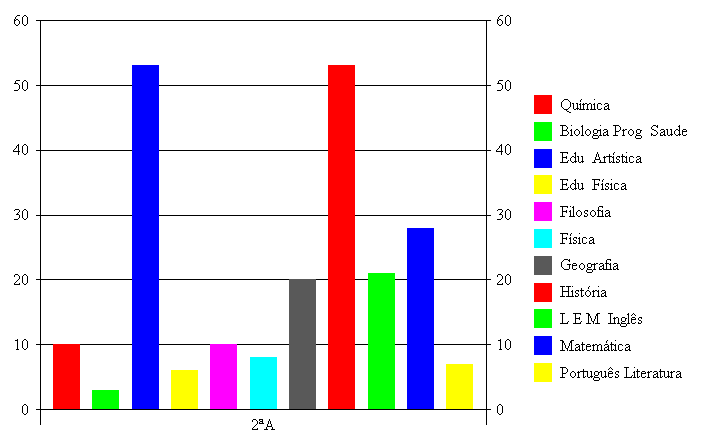 60
60
50
50
40
40
30
30
20
20
10
10
0
0
2ªA
Química
Biologia Prog Saude
Edu Artística
Edu Física
Filosofia
Física
Geografia
História
L E M Inglês
Matemática
Português Literatura